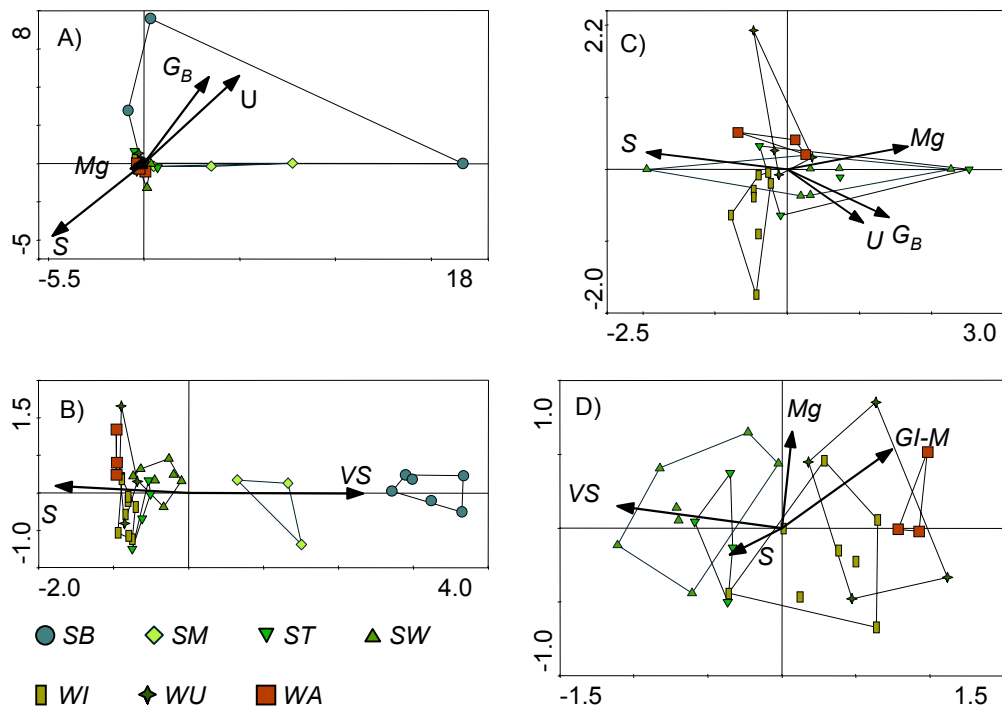 A)
8
G_B
U
Mg
S
-5
-5.5
18
C)
2.2
S
Mg
U
G_B
-2.0
-2.5
3.0
B)
1.5
S
VS
-1.0
-2.0
4.0
D)
1.0
Mg
GI-M
VS
S
-1.0
-1.5
1.5
SB SM ST SW
WI WU WA